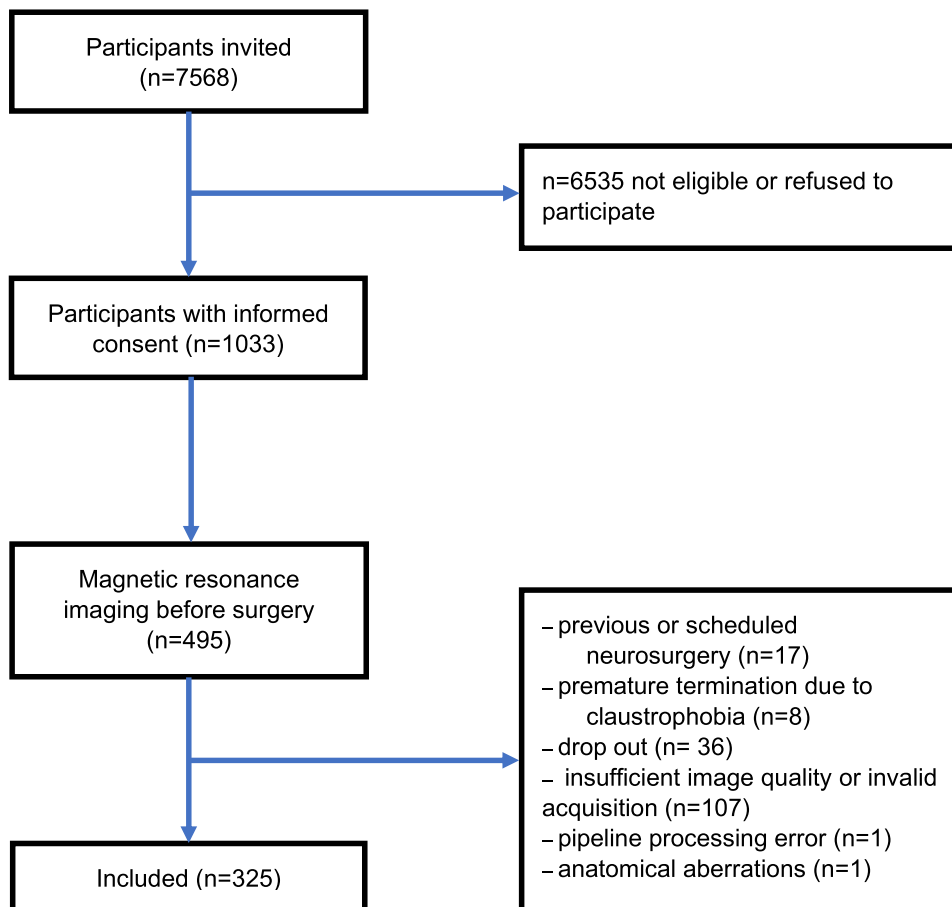 Participants invited
(n=7568)
n=6535 not eligible or refused to
participate
Participants with informed
consent (n=1033)
Magnetic resonance
imaging before surgery
(n=495)
– previous or scheduled
neurosurgery (n=17)
– premature termination due to
claustrophobia (n=8)
– drop out (n= 36)
– insufficient image quality or invalid
acquisition (n=107)
– pipeline processing error (n=1)
– anatomical aberrations (n=1)
Included (n=325)